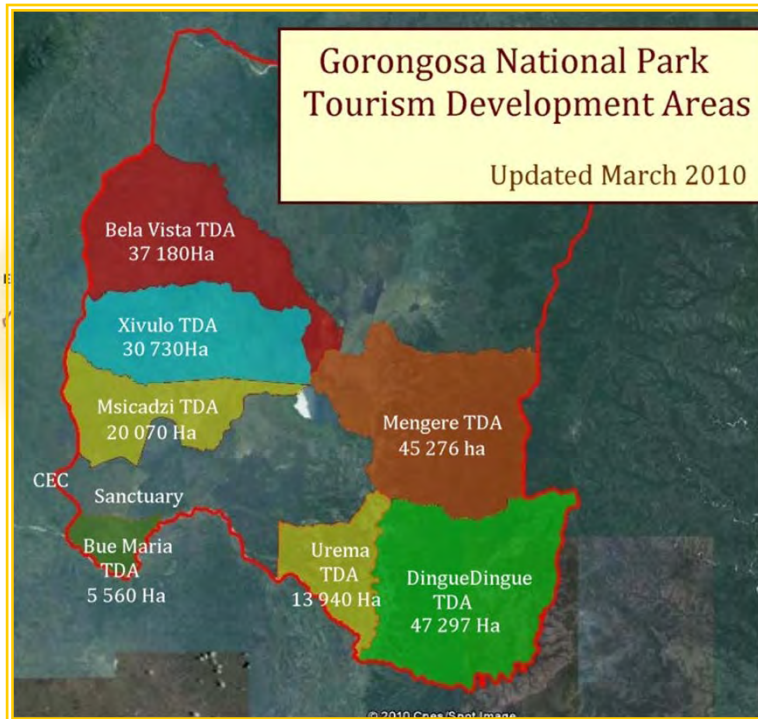 Gorongosa National Park
Tourism Development Areas
Updated March 2010
Bela Vista TDA
37 180Ha
Xivulo TDA
30 730Ha
Msicadzi TDA
20 070 Ha
Mengere TDA
45 276 ha
CEC
Sanctuary
Bue Maria
TDA
5 560 Ha
Urema
TDA
13 940 Ha
DingueDingue
TDA
47 297 Ha
© 2010 Cnes/Spot Image